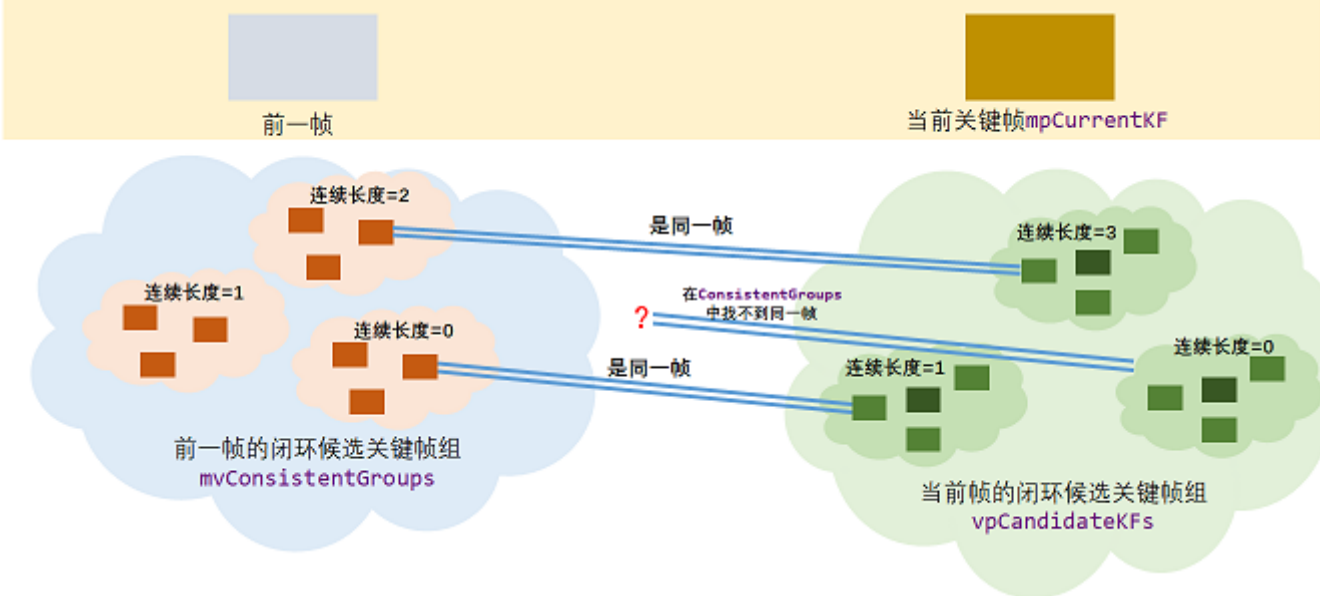 前一帧
当前关键帧mpCurrentKF
连续长度=2
是同一帧
连续长度=3
连续长度=1
在ConsistentGroups
中找不到同一帧
?
连续长度=0
连续长度=0
是同一帧
连续长度=1
前一帧的闭环候选关键帧组
mvConsistentGroups
当前帧的闭环候选关键帧组
vpCandidateKFs